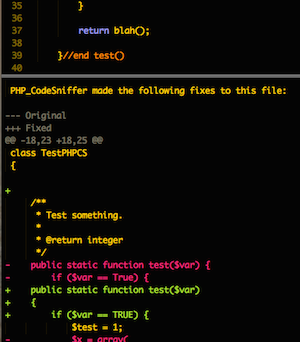 35 }
36
37 return blah();
38
39 }//end test()
40
PHP_CodeSniffer made the following fixes to this file:
--- Original
+++ Fixed
@@ -18,23 +18,25 @@
class TestPHPCS
{
+
/**
* Test something.
*
* @return integer
*/
- public static function test($var) {
- if ($var == True) {
+ public static function test($var)
+ {
+ if ($var == TRUE) {
$test = 1;
- $x = array(